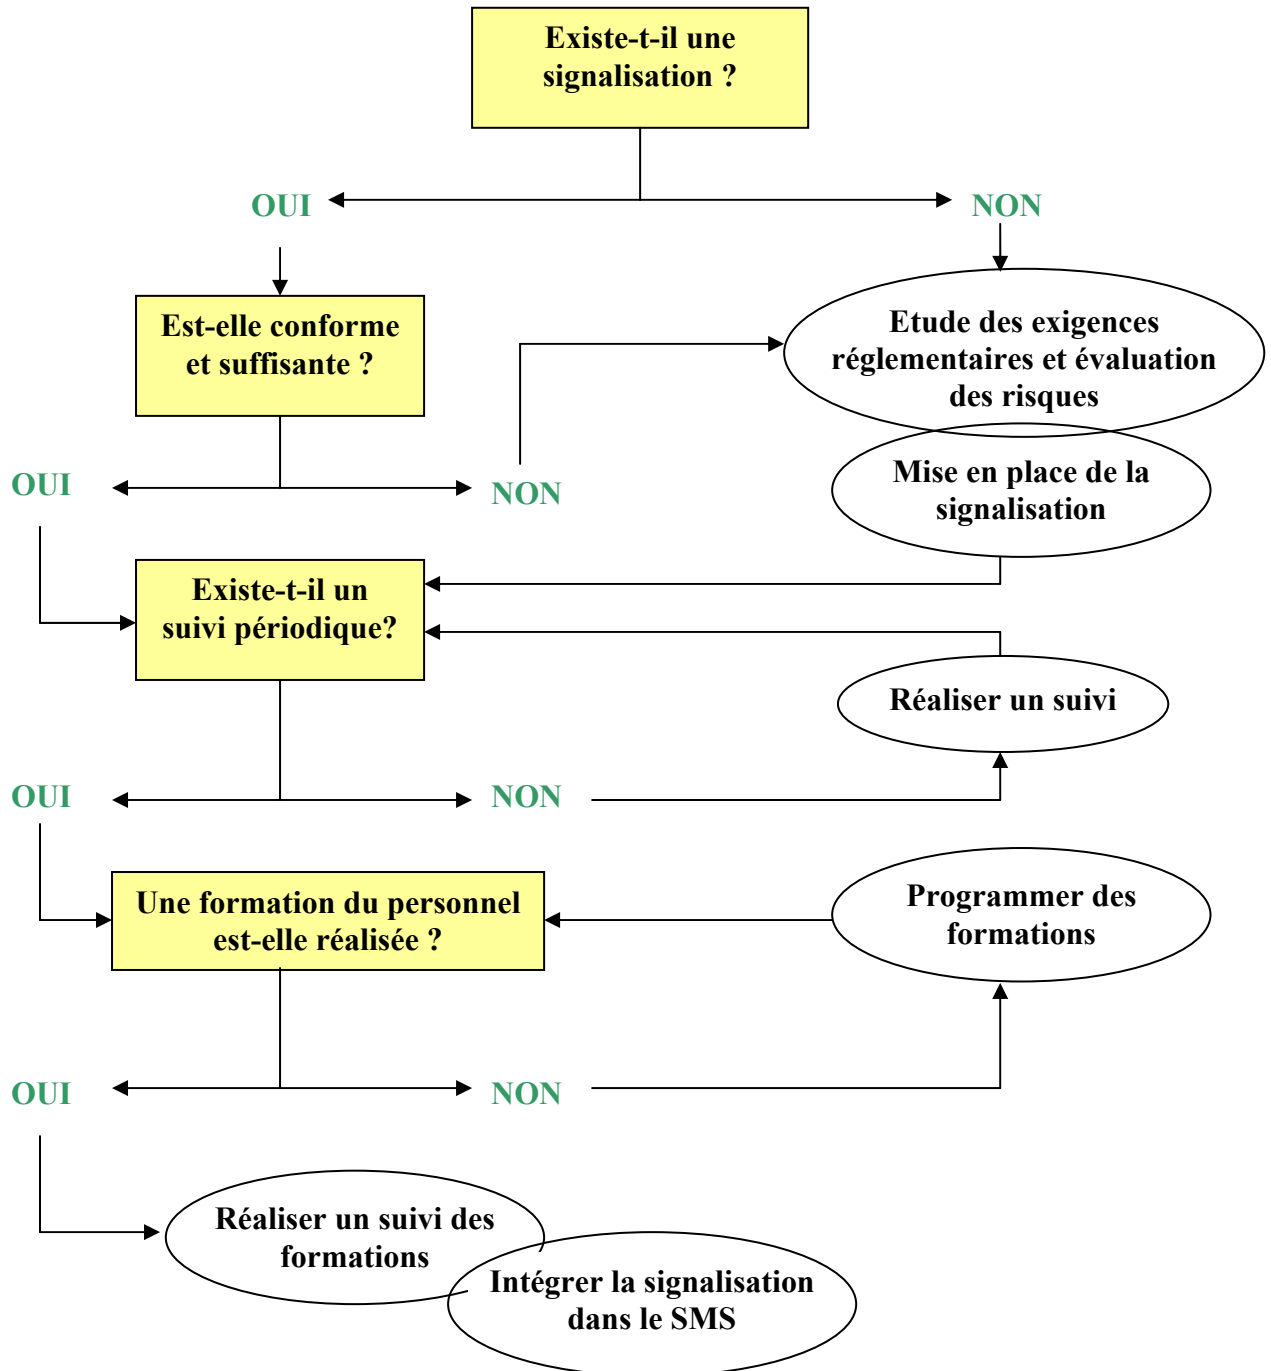 Existe-t-il une
signalisation ?
OUI
NON
Est-elle conforme
et suffisante ?
Etude des exigences
réglementaires et évaluation
des risques
OUI
NON
Mise en place de la
signalisation
Existe-t-il un
suivi périodique?
Réaliser un suivi
OUI
NON
Une formation du personnel
est-elle réalisée ?
Programmer des
formations
OUI
NON
Réaliser un suivi des
formations
Intégrer la signalisation
dans le SMS